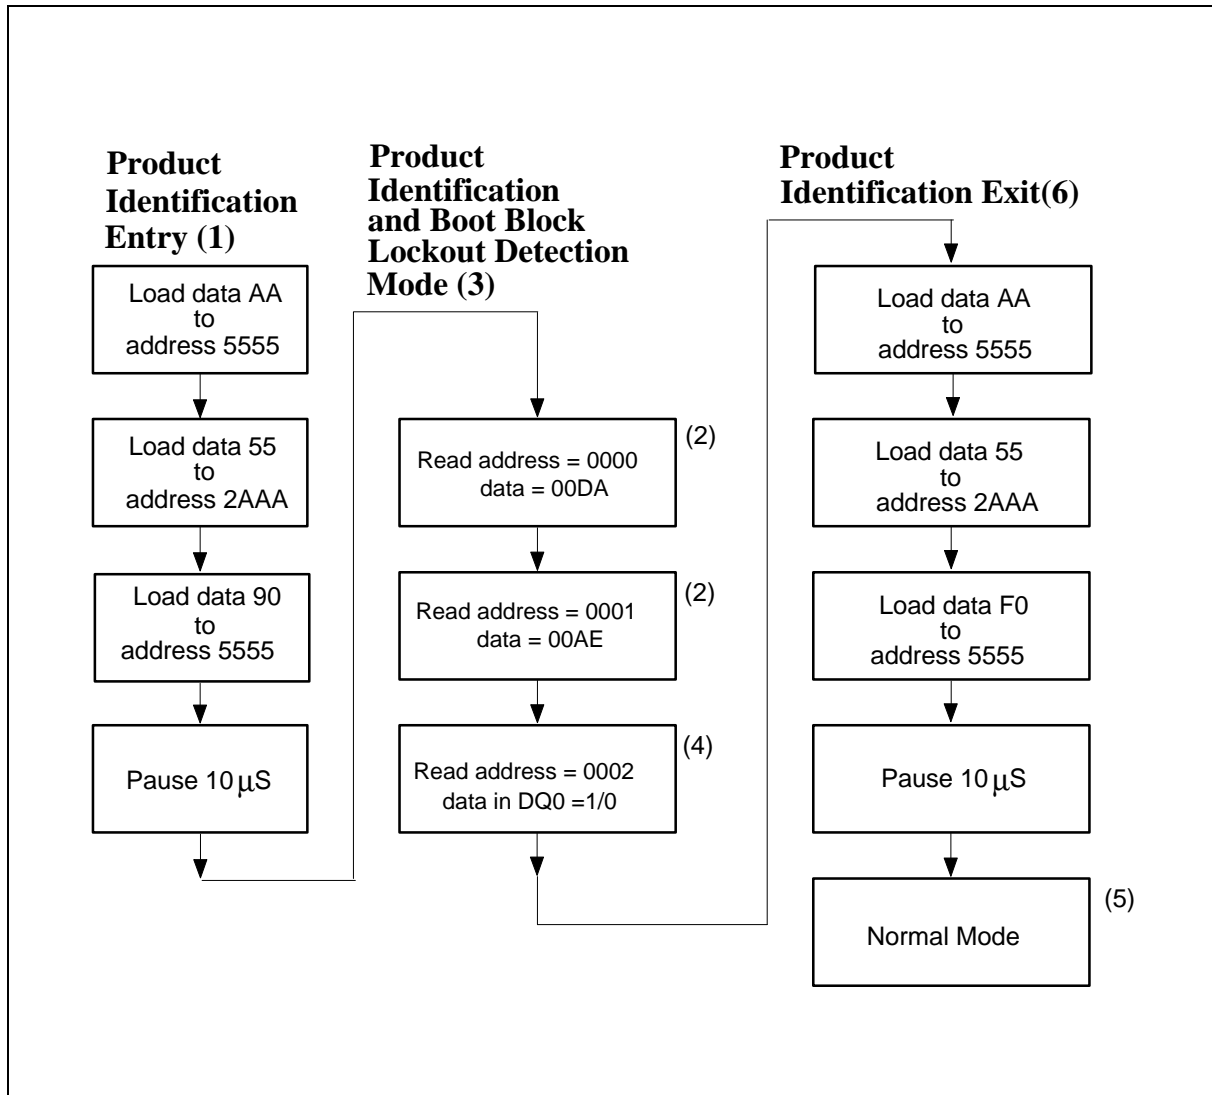 Product
Identification
Entry (1)
Load data AA
to
address 5555
Load data 55
to
address 2AAA
Load data 90
to
address 5555
Pause 10 μS
Product
Identification
and Boot Block
Lockout Detection
Mode (3)
Read address = 0000
data = 00DA
(2)
Read address = 0001
data = 00AE
(2)
Read address = 0002
data in DQ0 =1/0
(4)
Product
Identification Exit(6)
Load data AA
to
address 5555
Load data 55
to
address 2AAA
Load data F0
to
address 5555
Pause 10 μS
Normal Mode
(5)